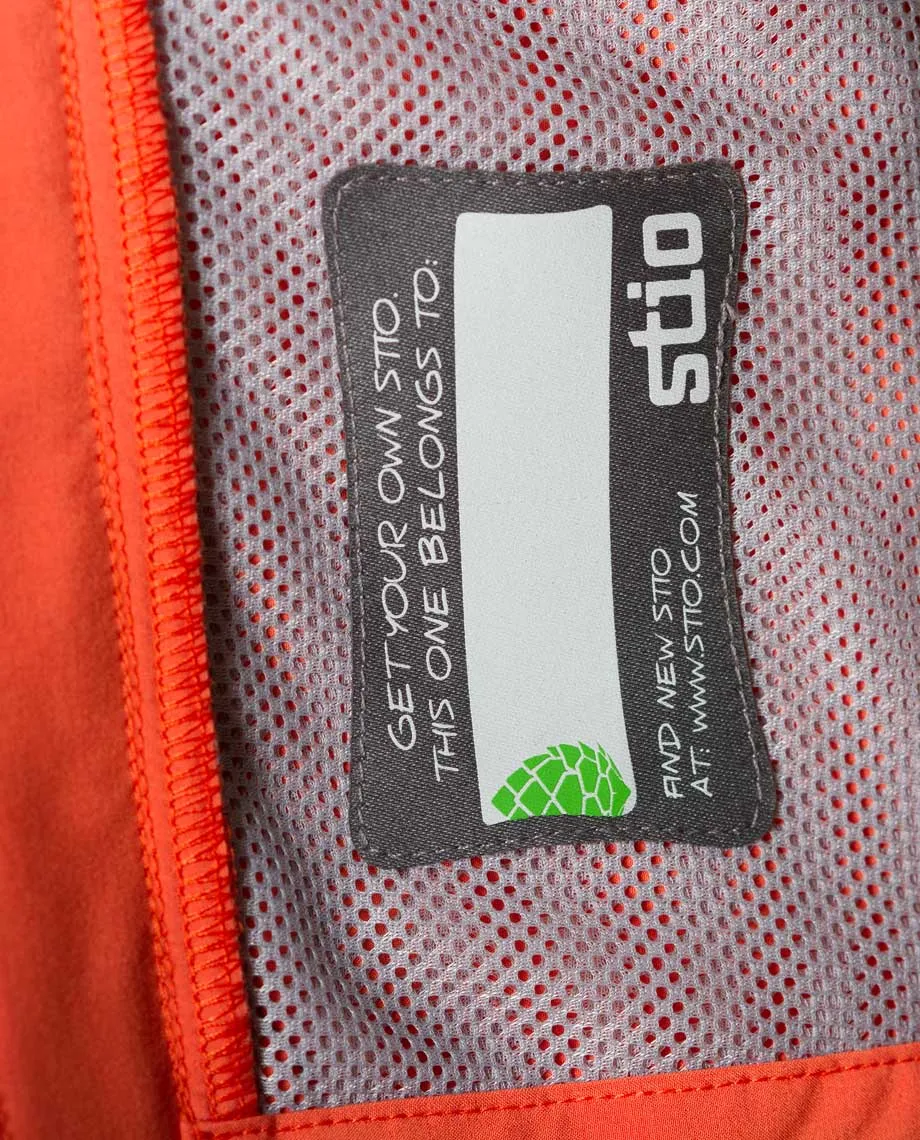 GET YOUR OWN STIO.
THIS ONE BELONGS TO:
FIND NEW STIO
AT: WWW.STIO.COM
stio